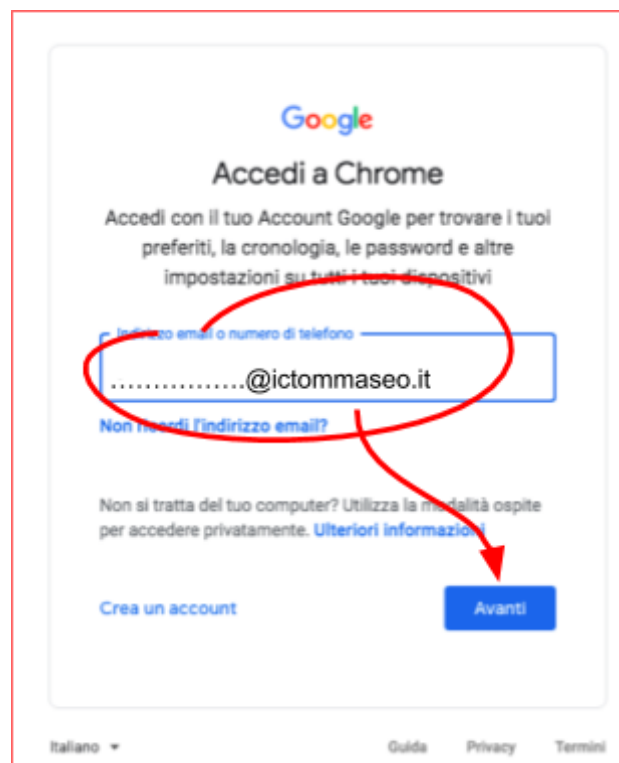 Google
Accedi a Chrome
Accedi con il tuo Account Google per trovare i tuoi
preferiti, la cronologia, le password e altre
impostazioni su tutti i tuoi dispositivi
Indirizzo email o numero di telefono
................@ictommaseo.it
Non ricordi l'indirizzo email?
Non si tratta del tuo computer? Utilizza la modalità ospite
per accedere privatamente. Ulteriori informazioni
Crea un account
Avanti
Italiano
Guida Privacy Termini